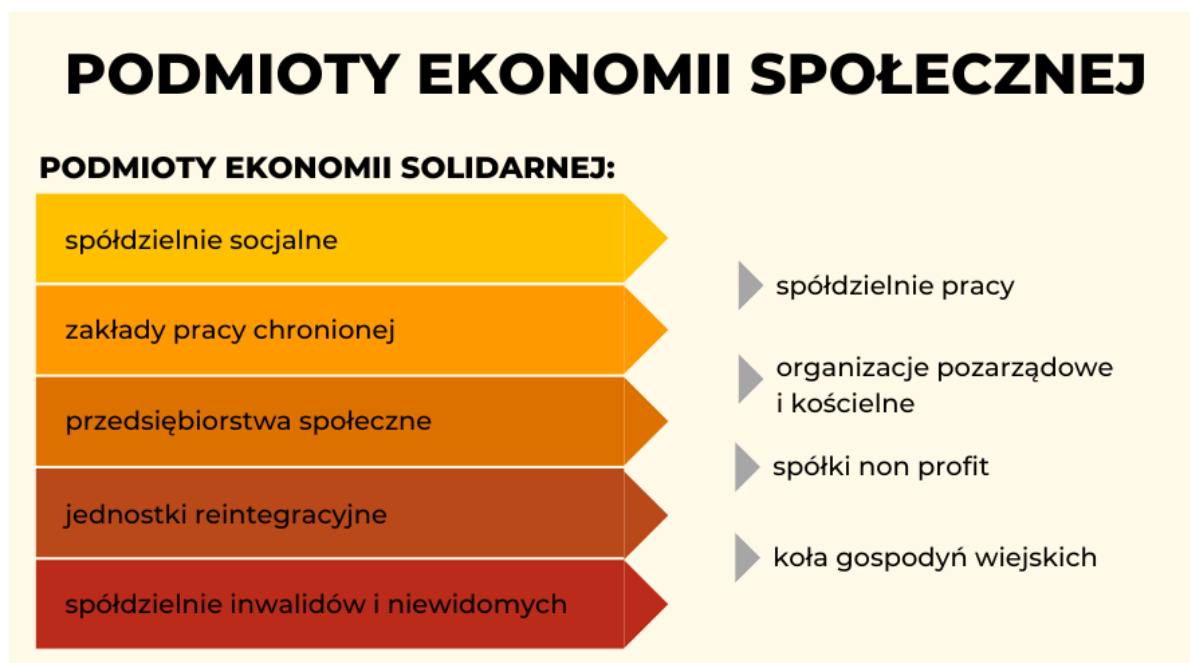 PODMIOTY EKONOMII SPOŁECZNEJ
PODMIOTY EKONOMII SOLIDARNEJ:
spółdzielnie socjalne
zakłady pracy chronionej
przedsiębiorstwa społeczne
jednostki reintegracyjne
spółdzielnie inwalidów i niewidomych
spółdzielnie pracy
organizacje pozarządowe
i kościelne
spółki non profit
koła gospodyń wiejskich